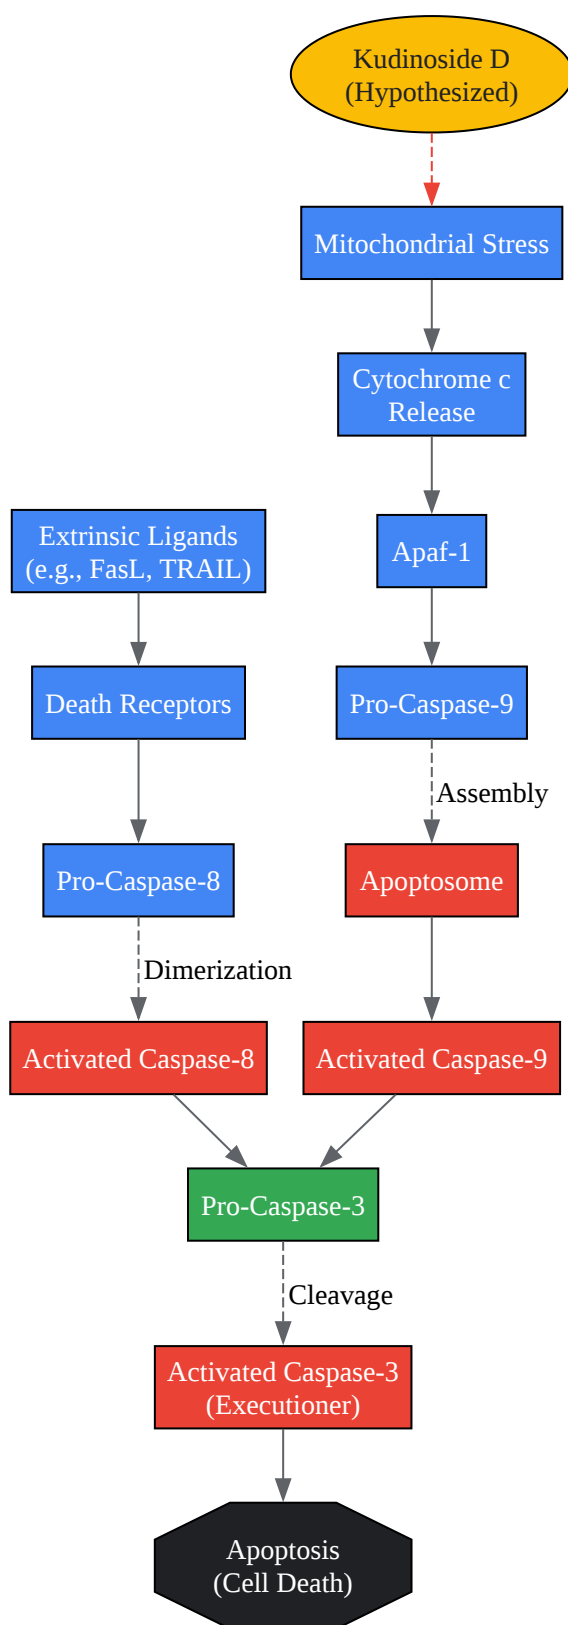 Kudinoside D
(Hypothesized)
Mitochondrial Stress
Cytochrome c
Release
Extrinsic Ligands
(e.g., FasL, TRAIL)
Apaf-1
Death Receptors
Pro-Caspase-9
Assembly
Pro-Caspase-8
Apoptosome
Dimerization
Activated Caspase-8
Activated Caspase-9
Pro-Caspase-3
Cleavage
Activated Caspase-3
(Executioner)
Apoptosis
(Cell Death)